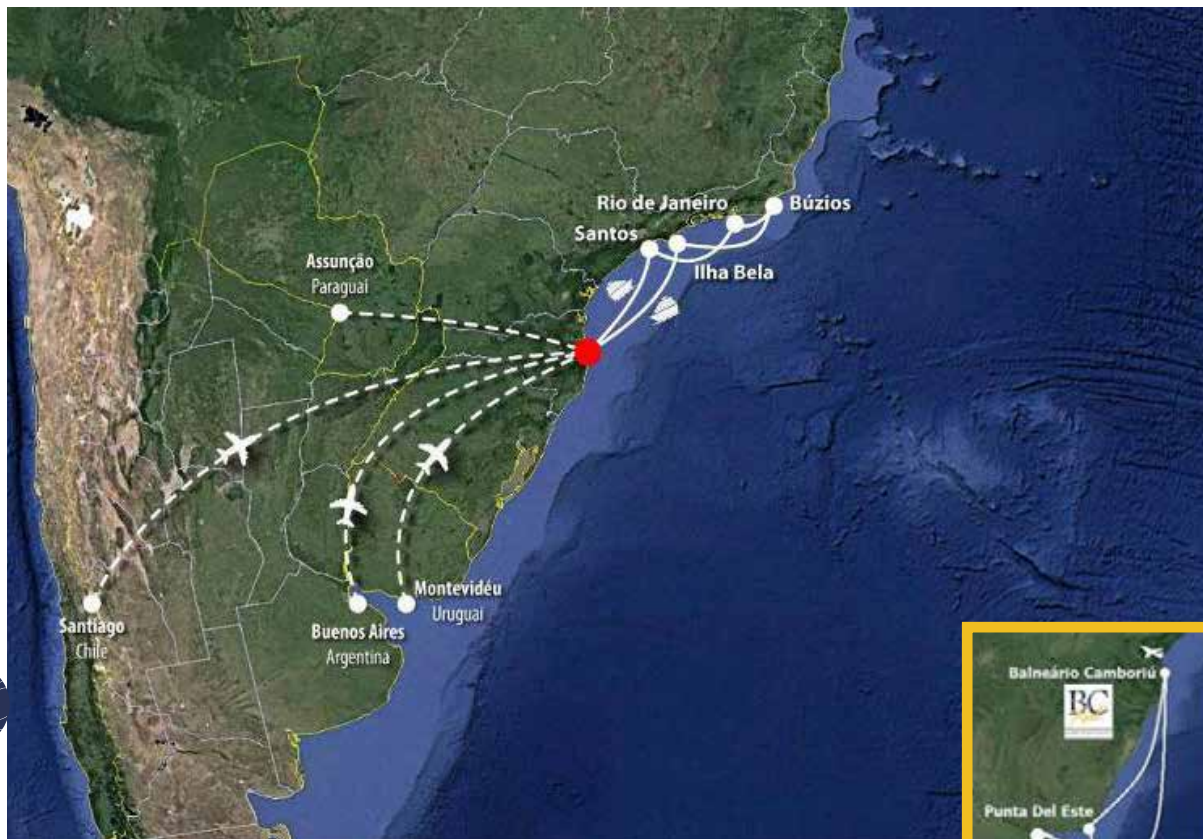 Rio de Janeiro
Búzios
Santos
Ilha Bela
Assunção
Paraguai
Montevidéu
Uruguai
Santiago
Chile
Buenos Aires
Argentina
Balneário Camboriú
BC
Punta Del Este